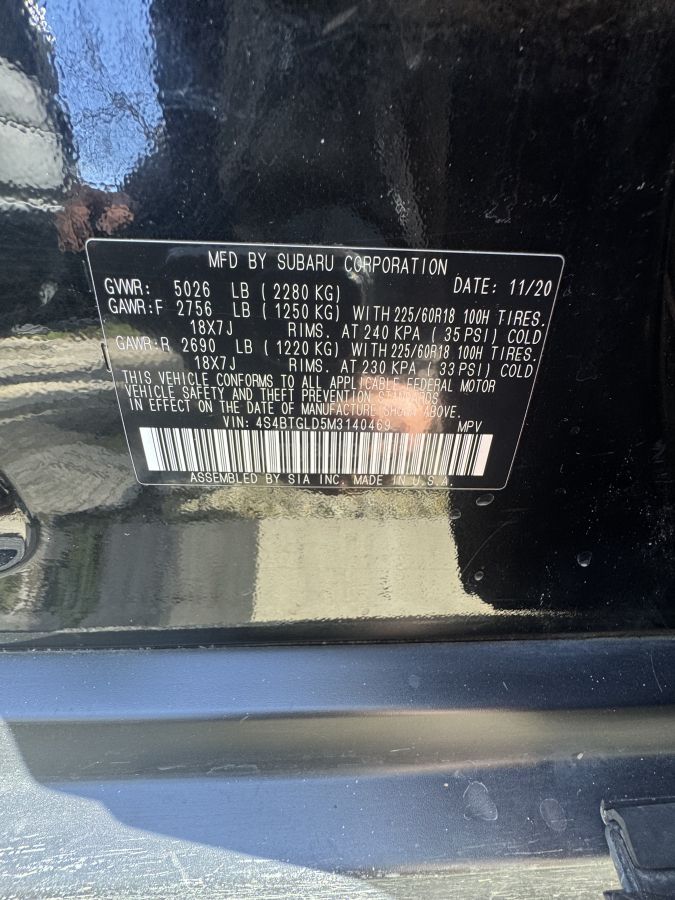 MFD BY SUBARU CORPORATION
GVWR: 5026 LB ( 2280 KG) DATE: 11/20
GAWR:F 2756 LB ( 1250 KG) WITH 225/60R18 100H TIRES.
18X7J RIMS. AT 240 KPA ( 35 PSI) COLD
GAWR:R 2690 LB ( 1220 KG) WITH 225/60R18 100H TIRES.
18X7J RIMS. AT 230 KPA ( 33 PSI) COLD
THIS VEHICLE CONFORMS TO ALL APPLICABLE FEDERAL MOTOR
VEHICLE SAFETY AND THEFT PREVENTION STANDARDS
IN EFFECT ON THE DATE OF MANUFACTURE SHOWN ABOVE.
VIN: 4S4BTGLD5M3140469 MPV
ASSEMBLED BY SIA INC. MADE IN U.S.A.